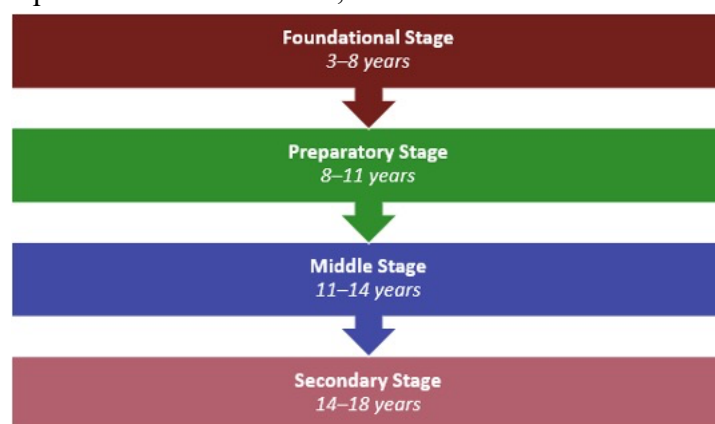 Foundational Stage
3–8 years
Preparatory Stage
8–11 years
Middle Stage
11–14 years
Secondary Stage
14–18 years